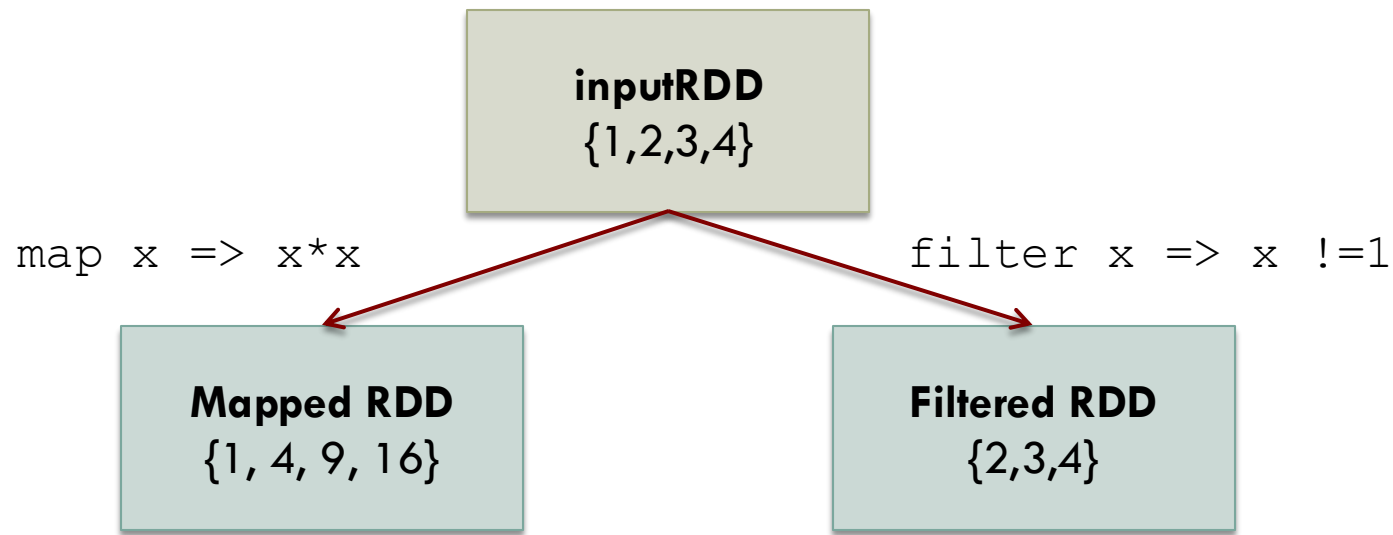 inputRDD
{1,2,3,4}
map x => x*x
filter x => x !=1
Mapped RDD
{1, 4, 9, 16}
Filtered RDD
{2,3,4}